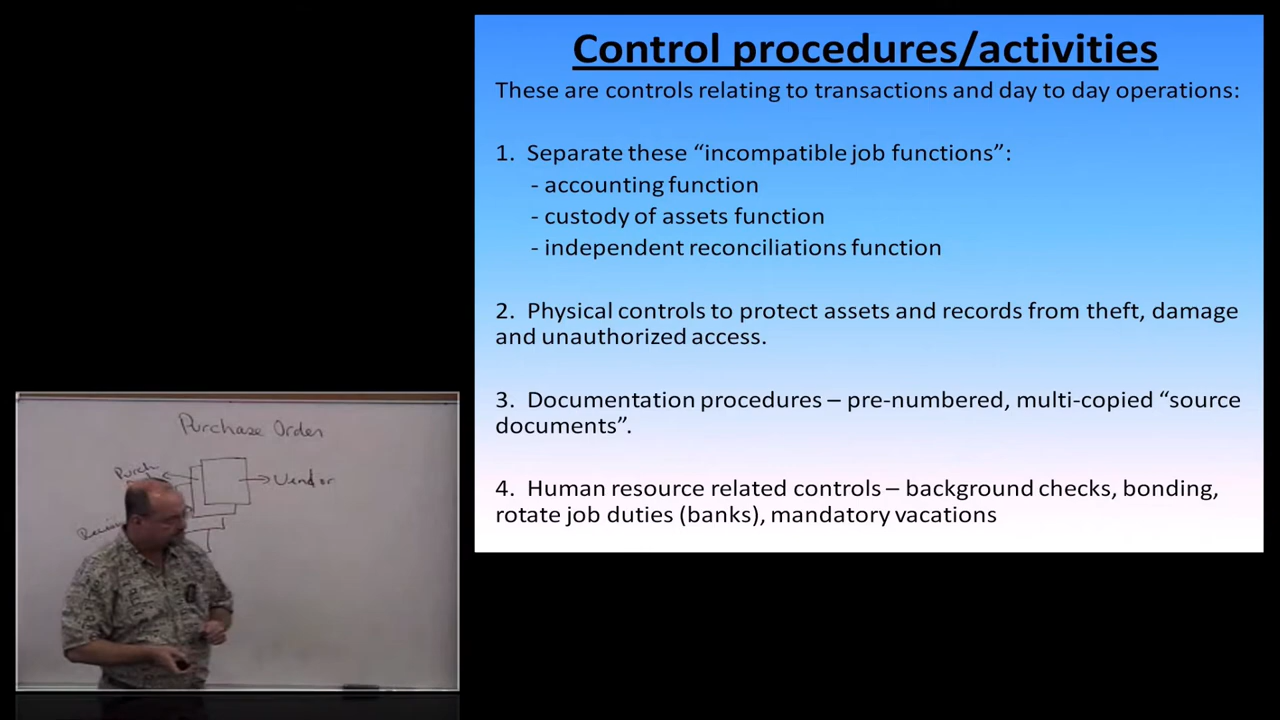 Control procedures/activities
These are controls relating to transactions and day to day operations:
1. Separate these “incompatible job functions”:
- accounting function
- custody of assets function
- independent reconciliations function
2. Physical controls to protect assets and records from theft, damage
and unauthorized access.
3. Documentation procedures – pre-numbered, multi-copied “source
documents”.
4. Human resource related controls – background checks, bonding,
rotate job duties (banks), mandatory vacations
Purchase Order
Purch
Vendor